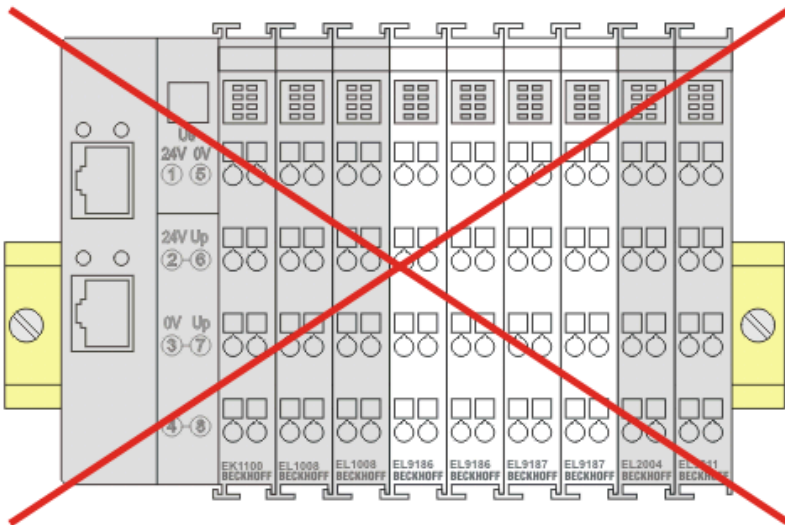 Us
24V 0V
1 5
24V Up
2 6
0V Up
3 7
4 8
EK1100 EL1008 EL1008 EL9186 EL9186 EL9187 EL9187 EL2004
BECKHOFF BECKHOFF BECKHOFF BECKHOFF BECKHOFF BECKHOFF BECKHOFF BECKHOFF BECKHOFF